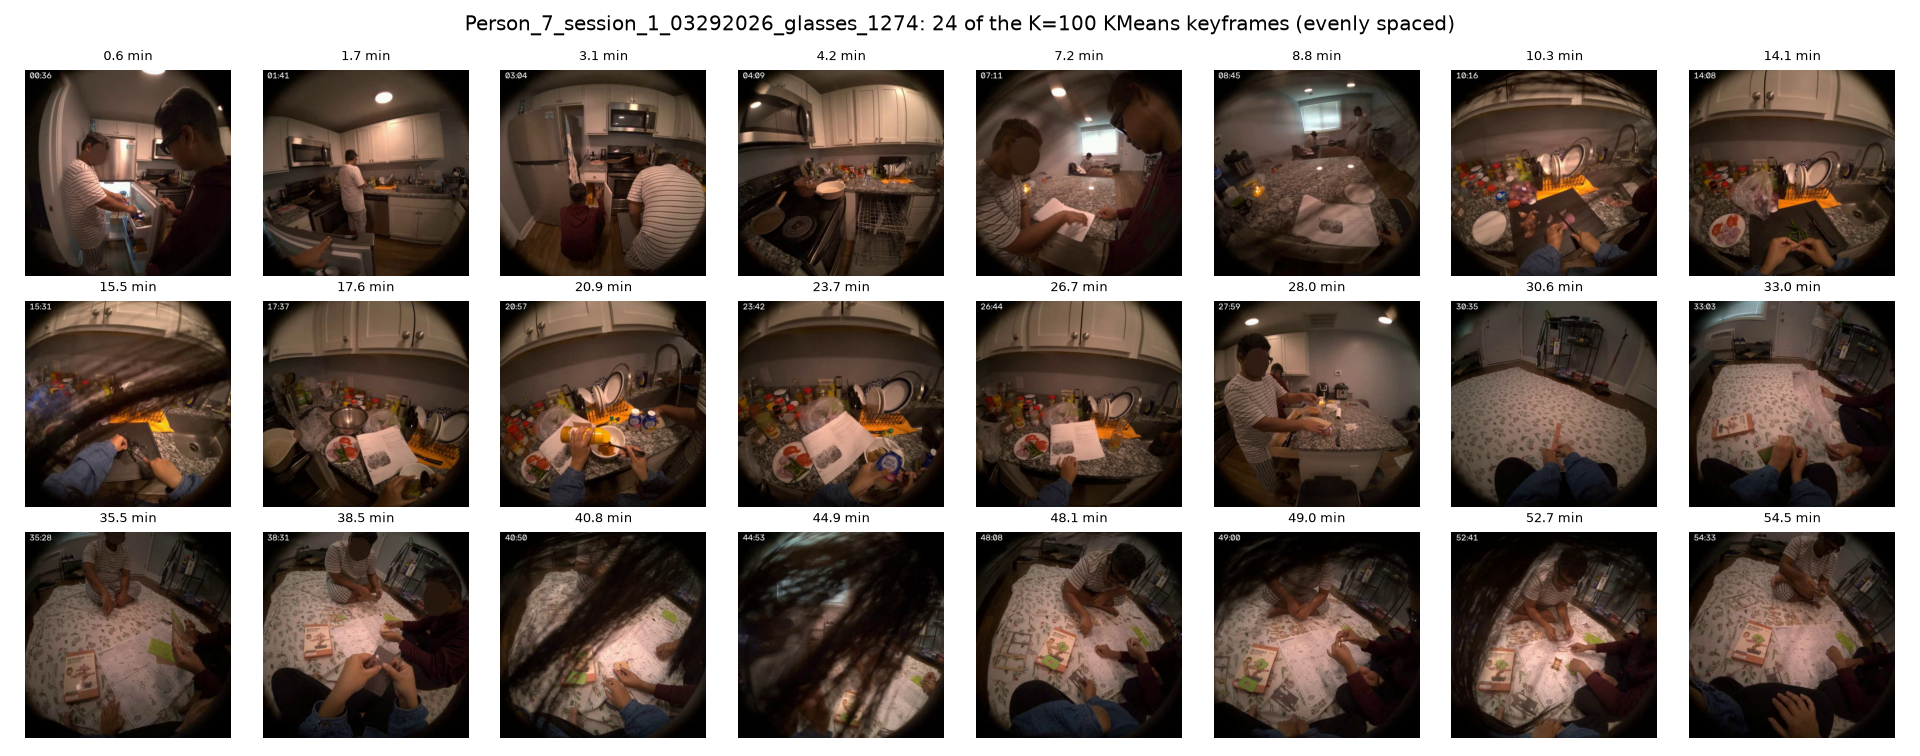 Person_7_session_1_03292026_glasses_1274: 24 of the K=100 KMeans keyframes (evenly spaced)
0.6 min
1.7 min
3.1 min
4.2 min
7.2 min
8.8 min
10.3 min
14.1 min
00:36
01:41
03:04
04:09
07:11
08:45
10:16
14:08
15.5 min
17.6 min
20.9 min
23.7 min
26.7 min
28.0 min
30.6 min
33.0 min
15:31
17:37
20:57
23:42
26:44
27:59
30:35
33:03
35.5 min
38.5 min
40.8 min
44.9 min
48.1 min
49.0 min
52.7 min
54.5 min
35:28
38:31
40:50
44:53
48:08
49:00
52:41
54:33